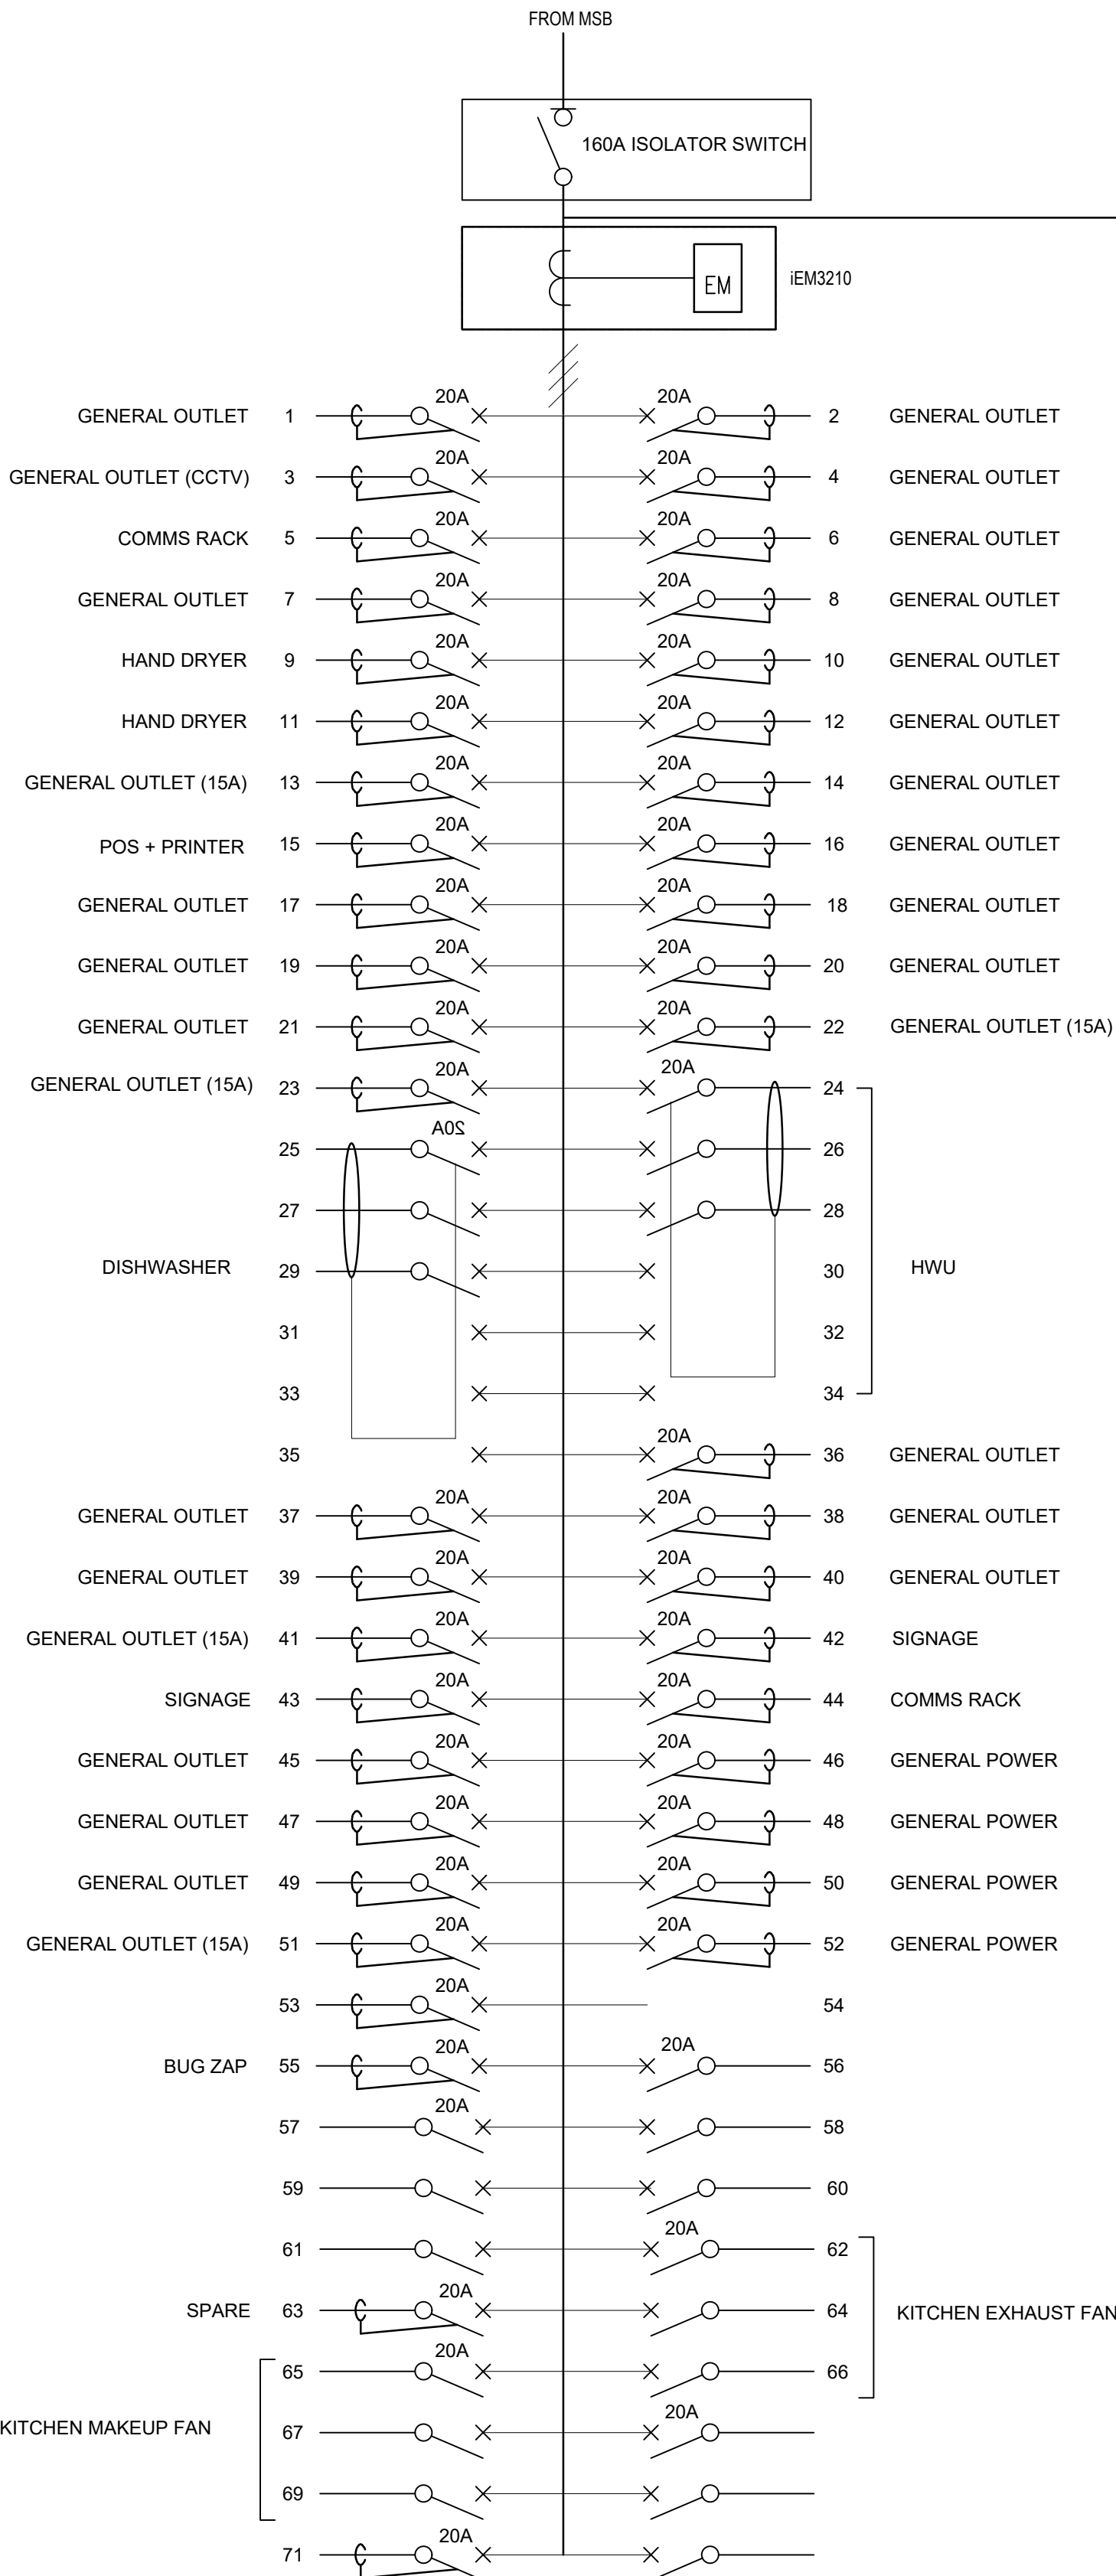 FROM MSB
160A ISOLATOR SWITCH
EM
iEM3210
20A 20A
GENERAL OUTLET 1 2 GENERAL OUTLET
20A 20A
GENERAL OUTLET (CCTV) 3 4 GENERAL OUTLET
20A 20A
COMMS RACK 5 6 GENERAL OUTLET
20A 20A
GENERAL OUTLET 7 8 GENERAL OUTLET
20A 20A
HAND DRYER 9 10 GENERAL OUTLET
20A 20A
HAND DRYER 11 12 GENERAL OUTLET
20A 20A
GENERAL OUTLET (15A) 13 14 GENERAL OUTLET
20A 20A
POS + PRINTER 15 16 GENERAL OUTLET
20A 20A
GENERAL OUTLET 17 18 GENERAL OUTLET
20A 20A
GENERAL OUTLET 19 20 GENERAL OUTLET
20A 20A
GENERAL OUTLET 21 22 GENERAL OUTLET (15A)
20A 20A
GENERAL OUTLET (15A) 23 24
20A
25 26
27 28
DISHWASHER 29 30 HWU
31 32
33 34
20A
35 36 GENERAL OUTLET
20A 20A
GENERAL OUTLET 37 38 GENERAL OUTLET
20A 20A
GENERAL OUTLET 39 40 GENERAL OUTLET
20A 20A
GENERAL OUTLET (15A) 41 42 SIGNAGE
20A 20A
SIGNAGE 43 44 COMMS RACK
20A 20A
GENERAL OUTLET 45 46 GENERAL POWER
20A 20A
GENERAL OUTLET 47 48 GENERAL POWER
20A 20A
GENERAL OUTLET 49 50 GENERAL POWER
20A 20A
GENERAL OUTLET (15A) 51 52 GENERAL POWER
20A
53 54
20A 20A
BUG ZAP 55 56
20A
57 58
59 60
20A
61 62
20A
SPARE 63 64 KITCHEN EXHAUST FAN
20A
65 66
20A
KITCHEN MAKEUP FAN 67
69
20A
71